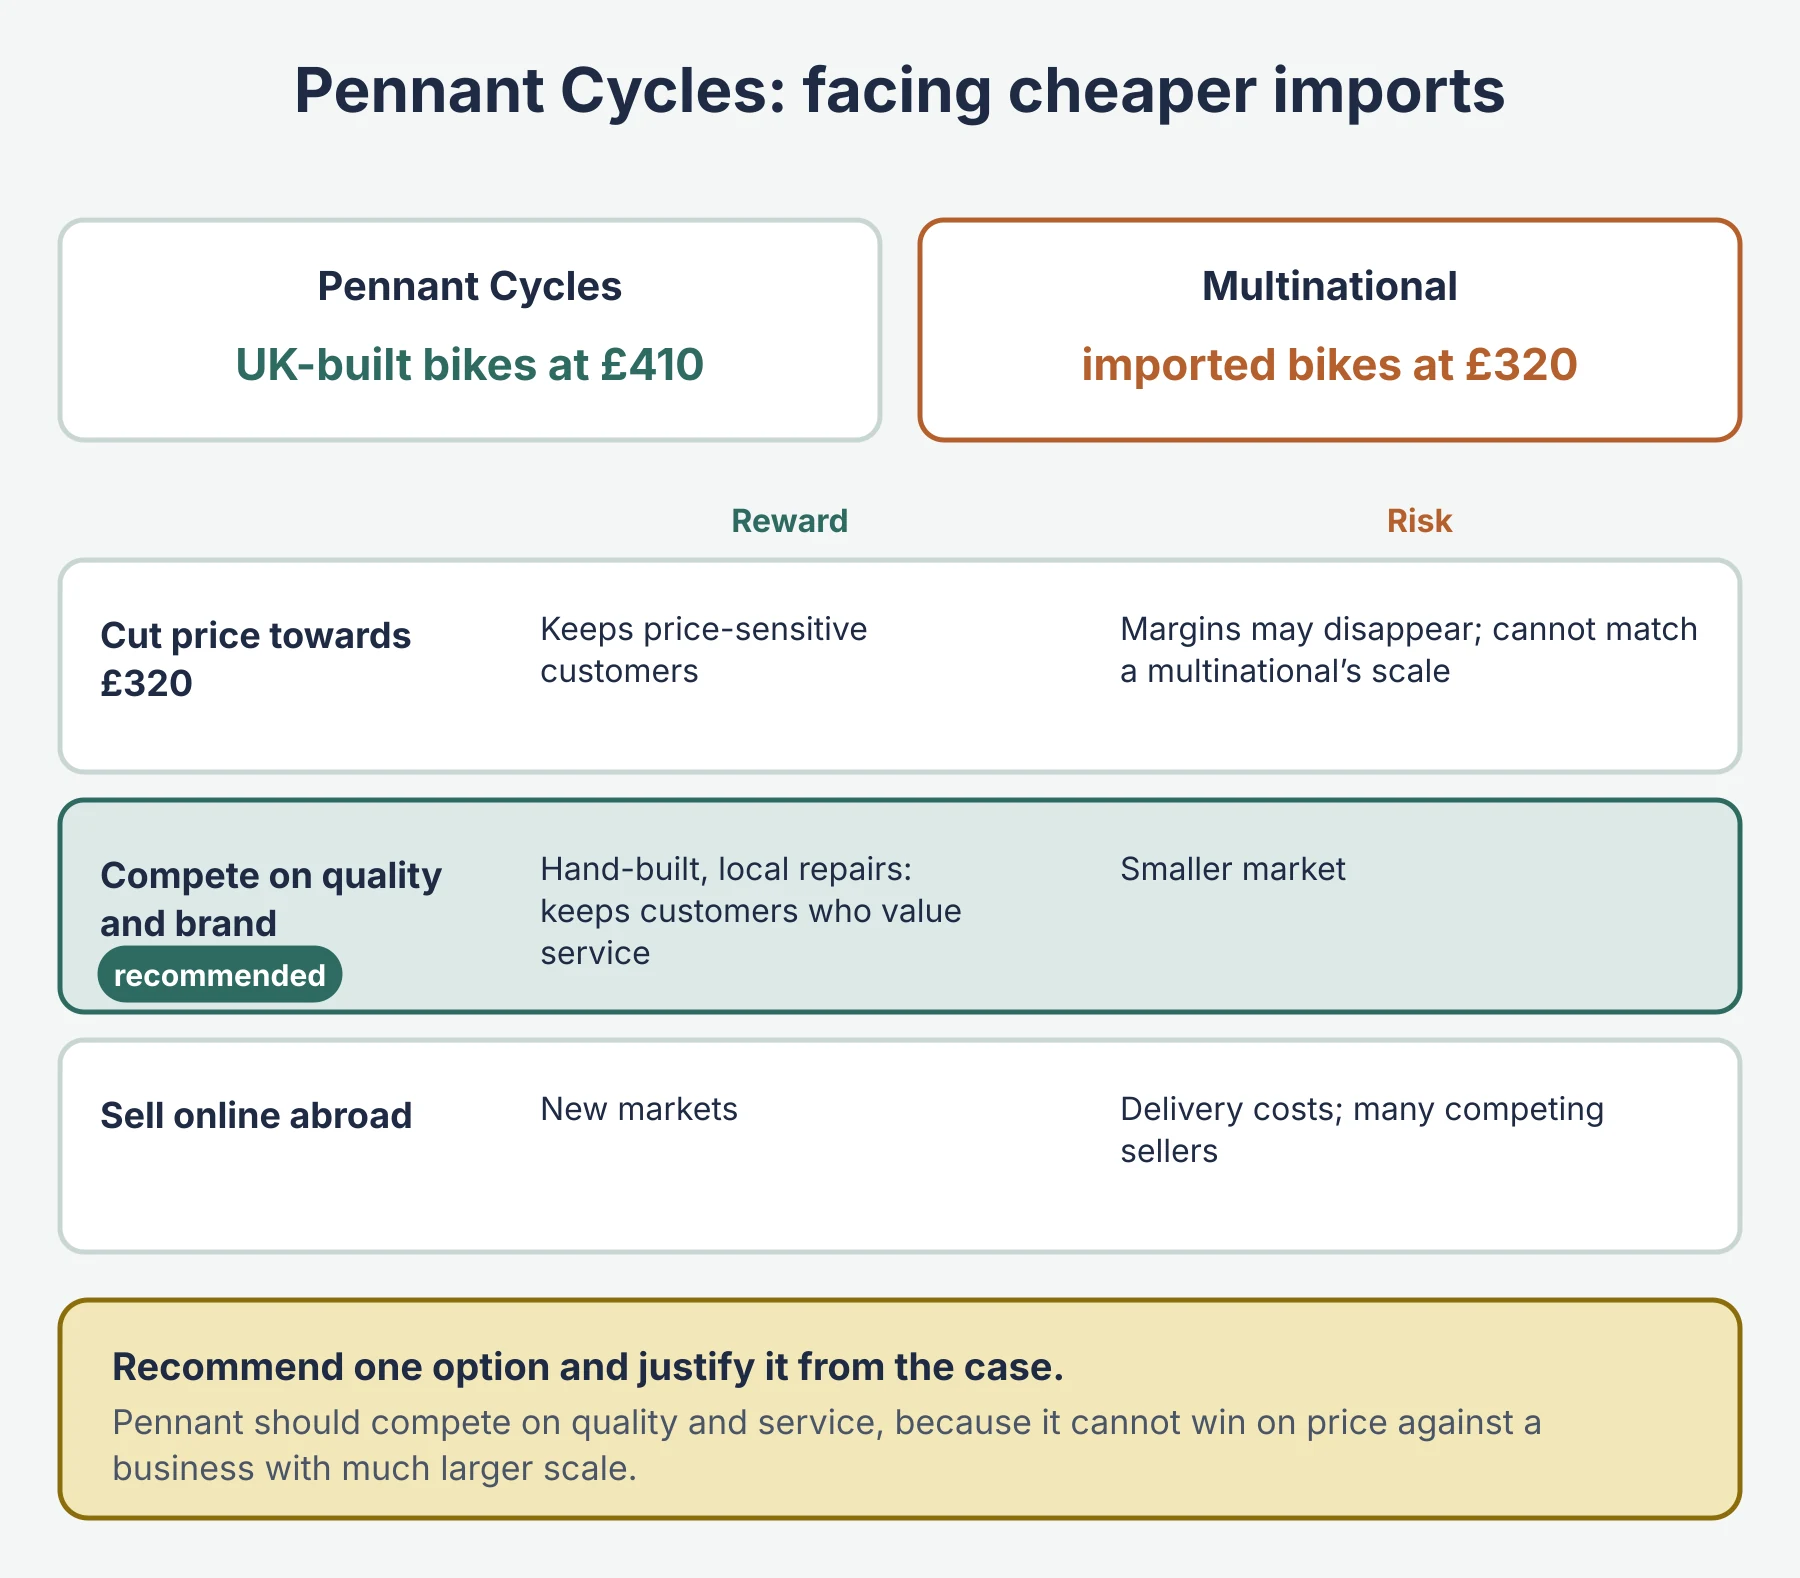 Pennant Cycles: facing cheaper imports
Pennant Cycles
UK-built bikes at £410
Multinational
imported bikes at £320
Reward
Risk
Cut price towards
£320
Keeps price-sensitive
customers
Margins may disappear; cannot match
a multinational’s scale
Compete on quality
and brand
recommended
Hand-built, local repairs:
keeps customers who value
service
Smaller market
Sell online abroad
New markets
Delivery costs; many competing
sellers
Recommend one option and justify it from the case.
Pennant should compete on quality and service, because it cannot win on price against a
business with much larger scale.